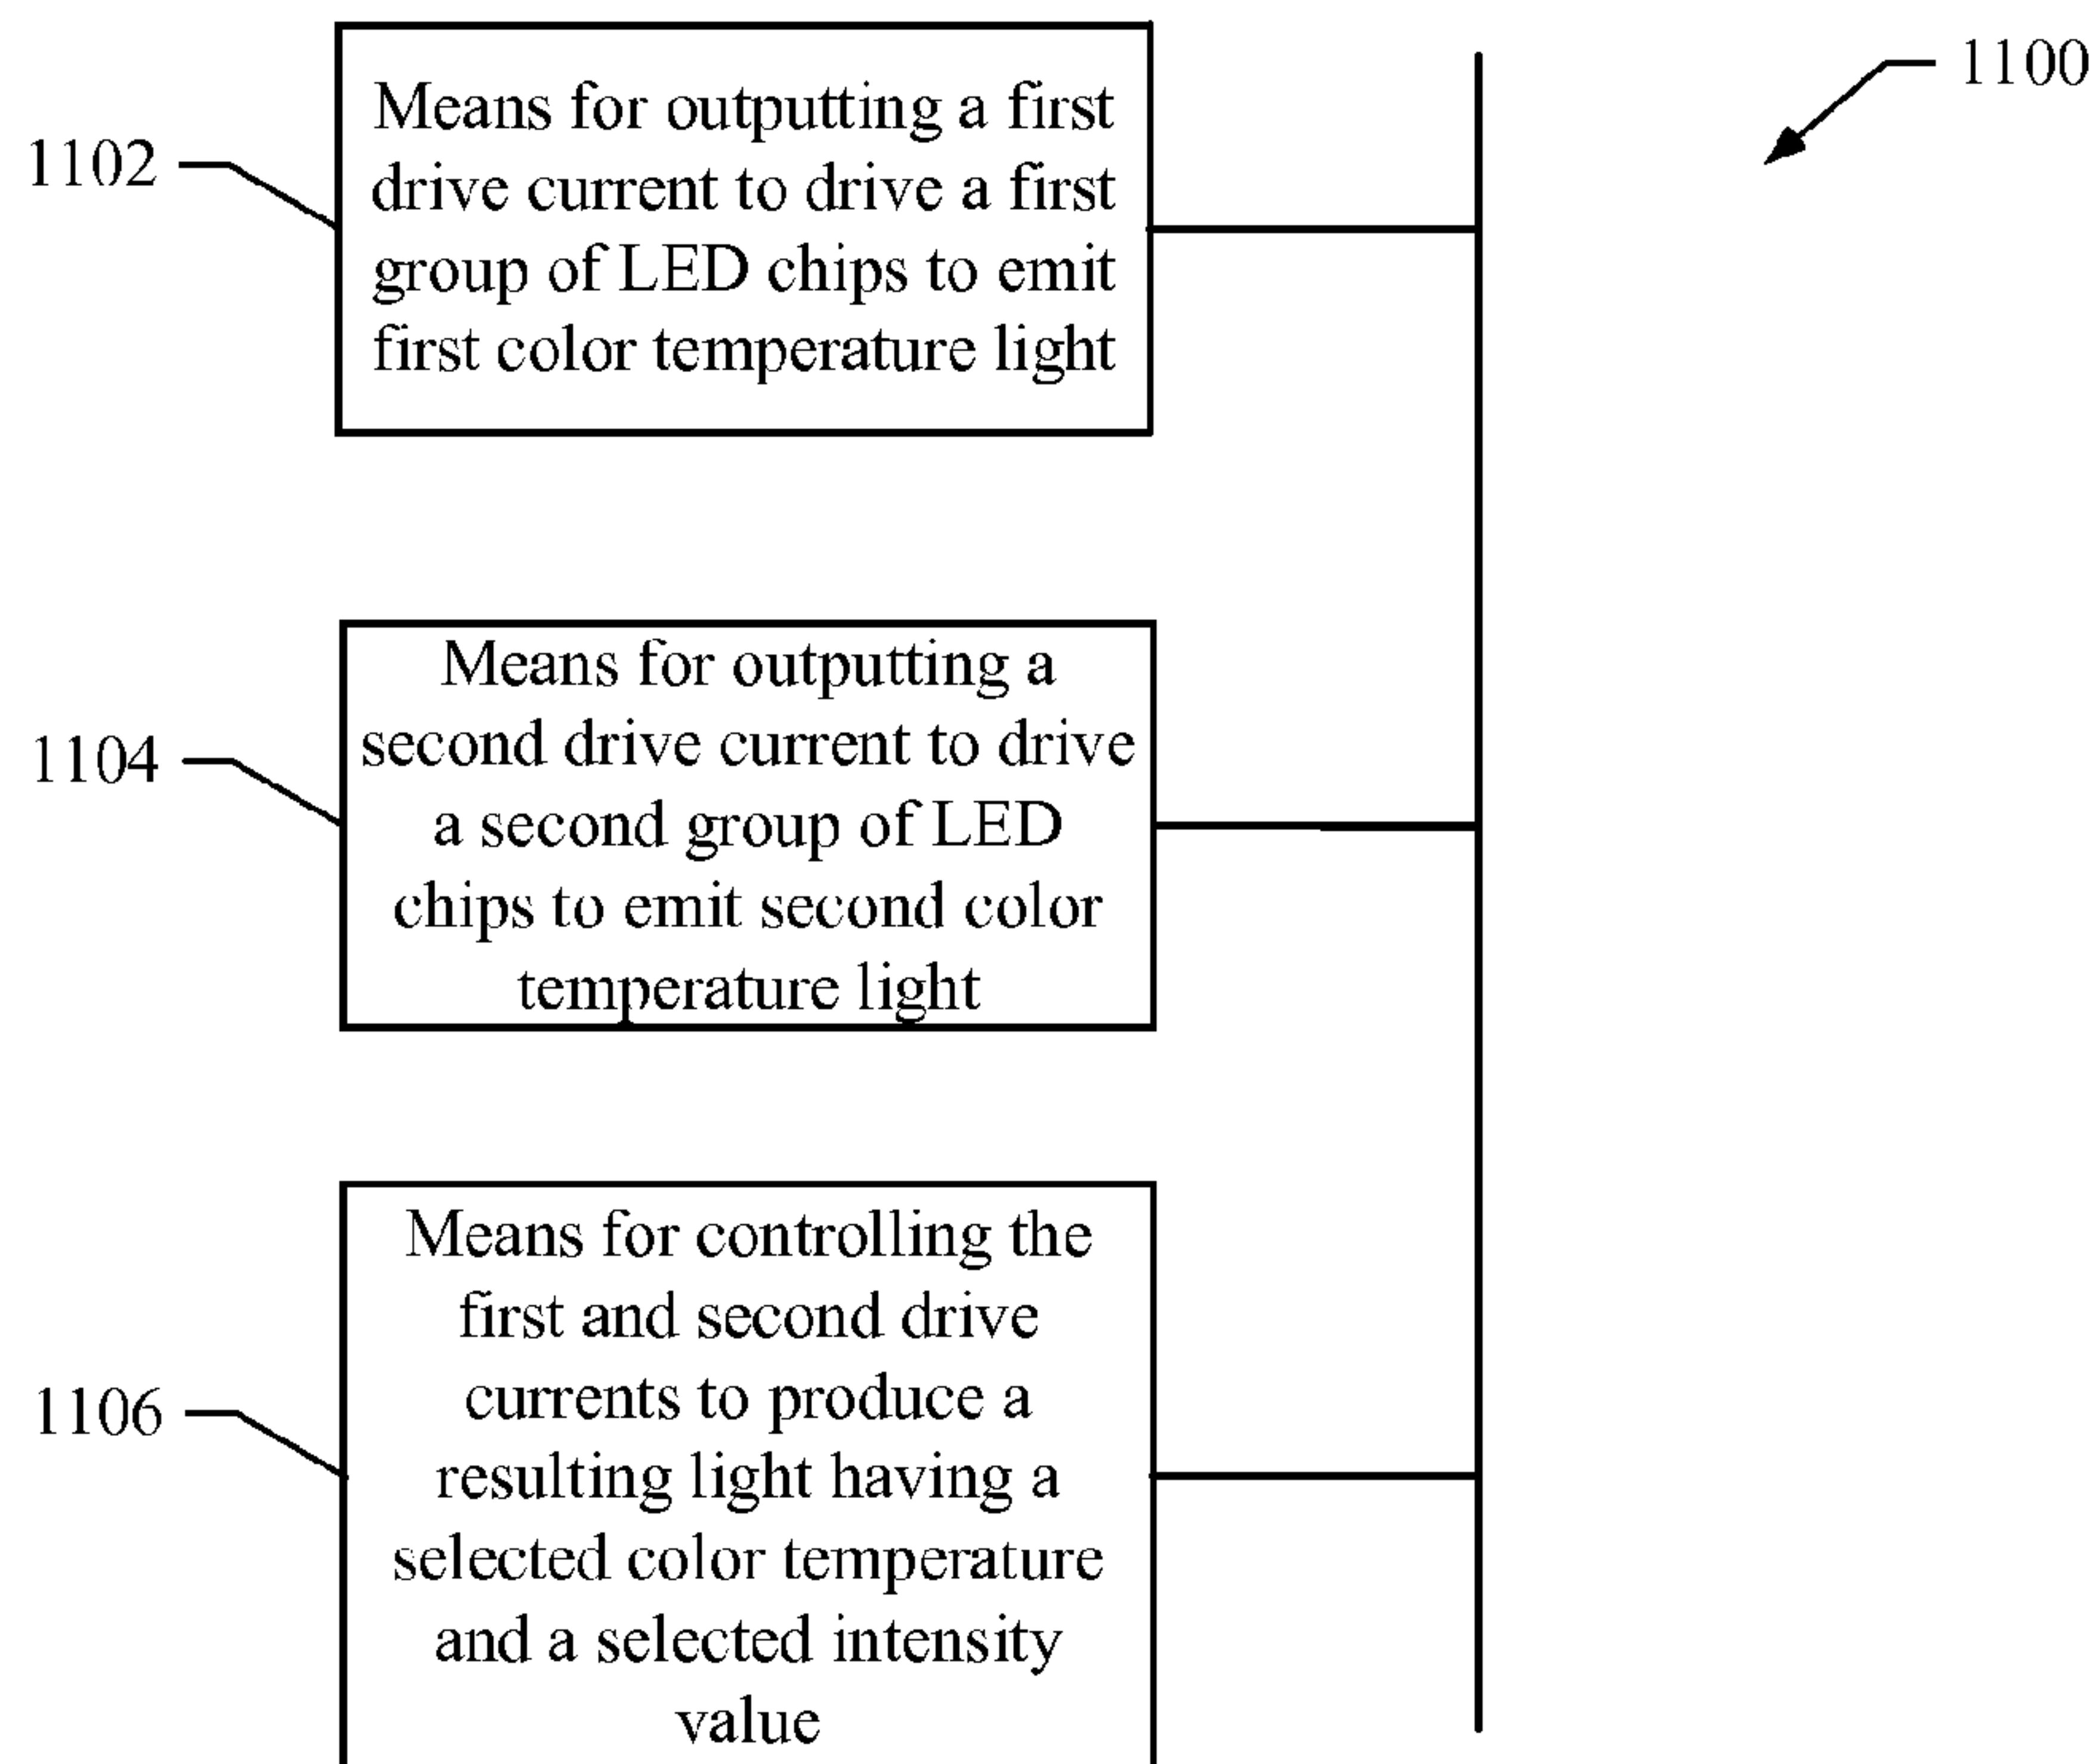 1100
1102
Means for outputting a first
drive current to drive a first
group of LED chips to emit
first color temperature light
1104
Means for outputting a
second drive current to drive
a second group of LED
chips to emit second color
temperature light
1106
Means for controlling the
first and second drive
currents to produce a
resulting light having a
selected color temperature
and a selected intensity
value